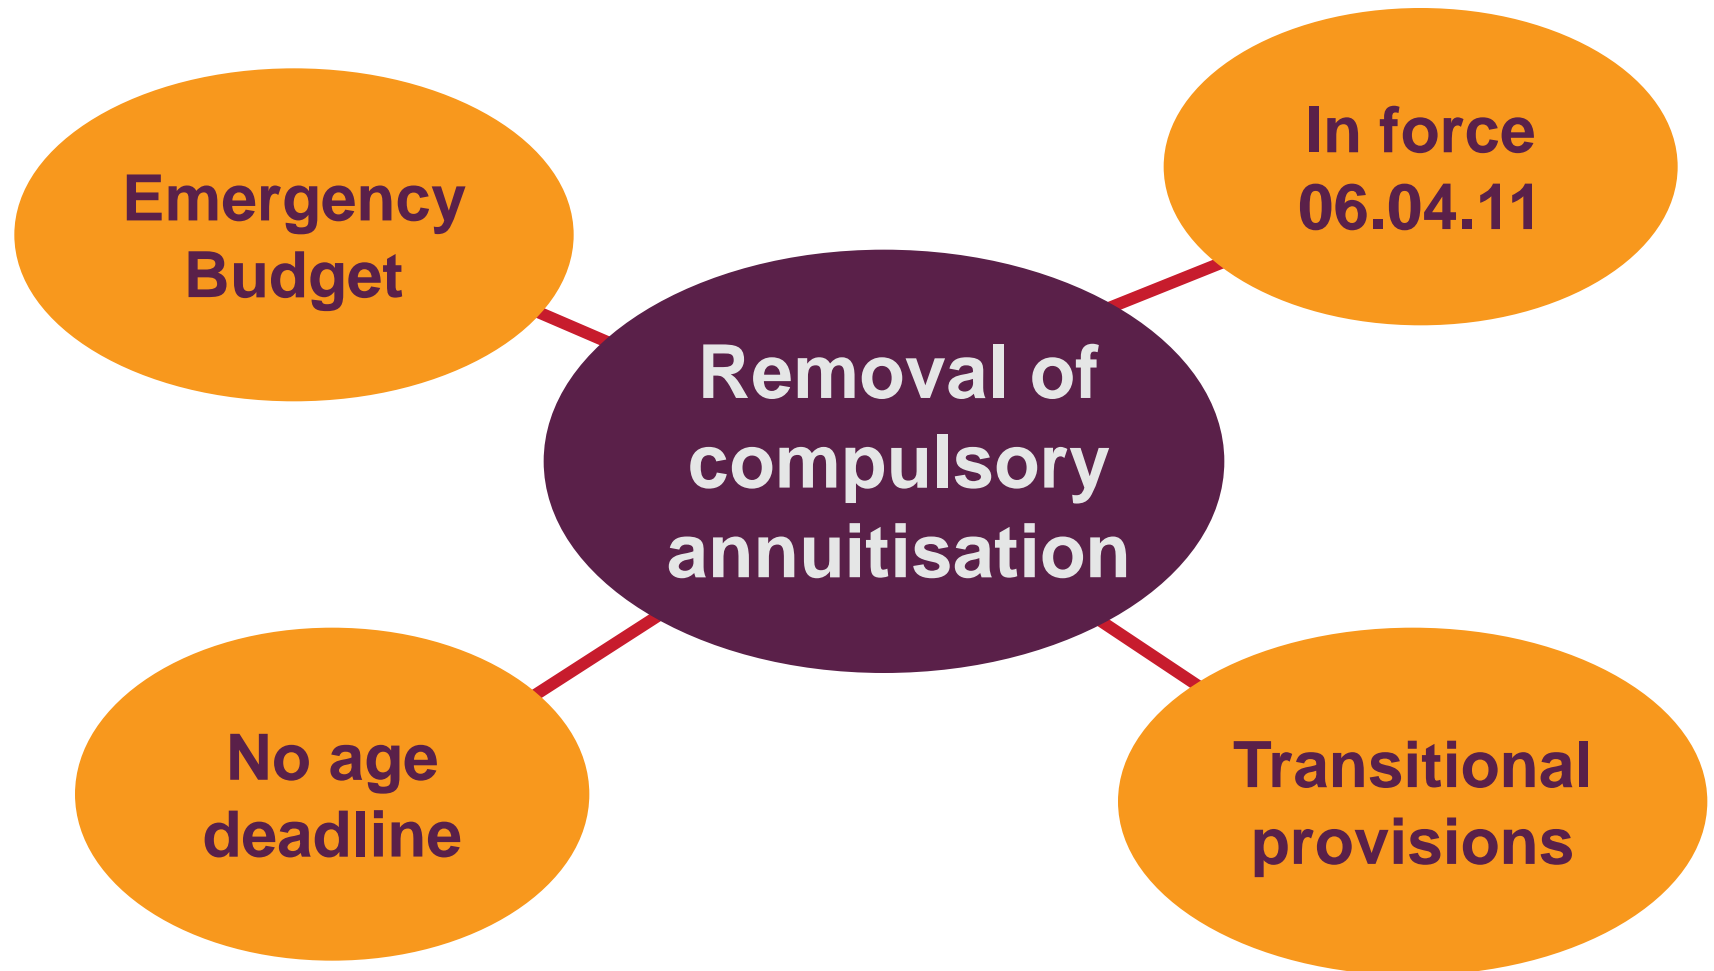 Emergency
Budget
In force
06.04.11
Removal of
compulsory
annuitisation
No age
deadline
Transitional
provisions